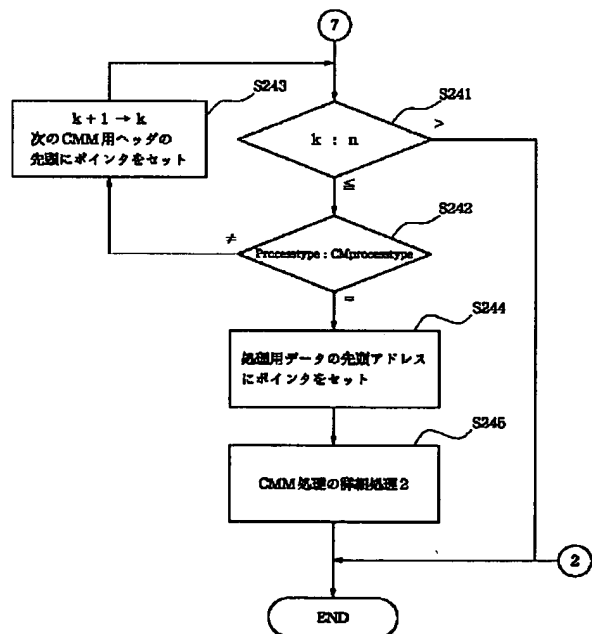 7
S243
k+1→k
次のCMM用ヘッダの
先頭にポインタをセット
S241
k : n
>
≦
S242
Processtype : CMprocesstype
≠
=
S244
処理用データの先頭アドレス
にポインタをセット
S245
CMM処理の詳細処理2
2
END